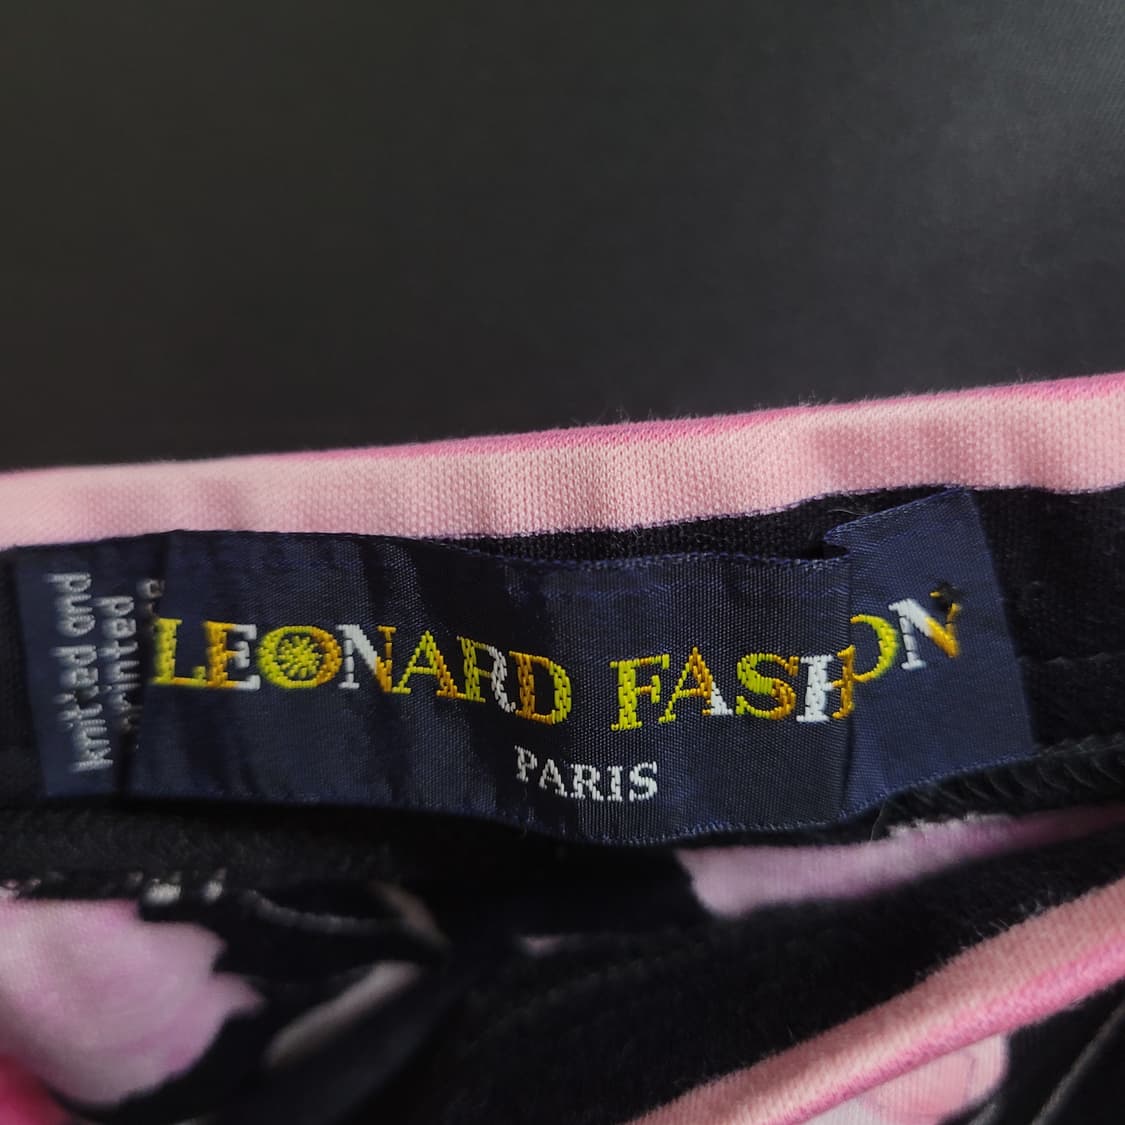 LEONARD FASHION
PARIS
knitted and
printed